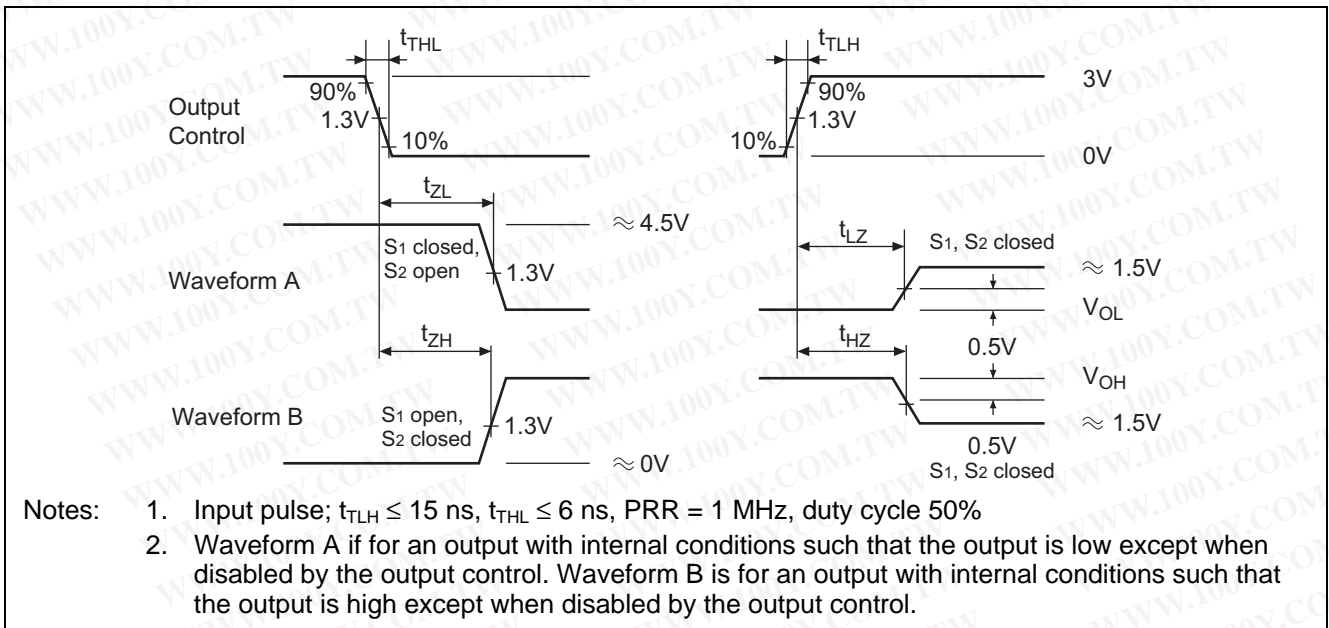 tTHL
tTLH
Output
Control
90%
1.3V
10%
90%
1.3V
10%
3V
0V
tZL
≈ 4.5V
Waveform A
S1 closed,
S2 open
1.3V
tLZ
S1, S2 closed
≈ 1.5V
VOL
0.5V
tZH
Waveform B
S1 open,
S2 closed
1.3V
≈ 0V
tHZ
VOH
≈ 1.5V
0.5V
S1, S2 closed
Notes: 1. Input pulse; tTLH ≤ 15 ns, tTHL ≤ 6 ns, PRR = 1 MHz, duty cycle 50%
2. Waveform A if for an output with internal conditions such that the output is low except when
disabled by the output control. Waveform B is for an output with internal conditions such that
the output is high except when disabled by the output control.
WWW.100Y.COM.TW